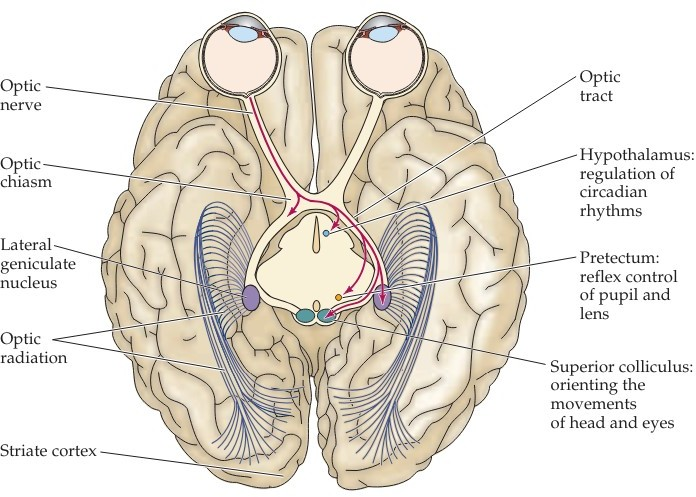 Optic
nerve
Optic
chiasm
Lateral
geniculate
nucleus
Optic
radiation
Striate cortex
Optic
tract
Hypothalamus:
regulation of
circadian
rhythms
Pretectum:
reflex control
of pupil and
lens
Superior colliculus:
orienting the
movements
of head and eyes